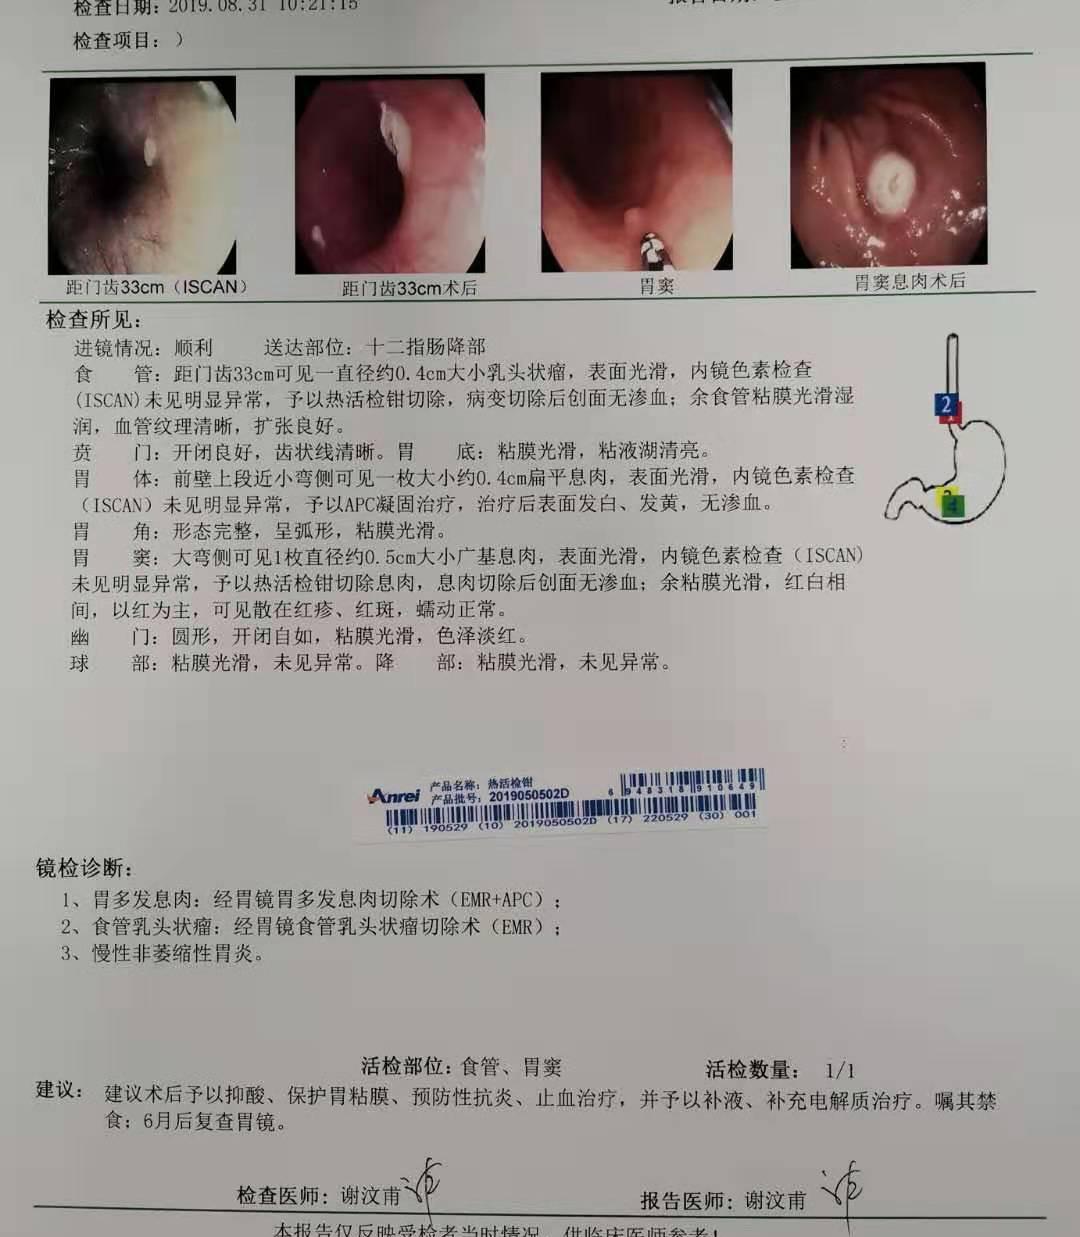 检查日期: 2019.08.31 10:21:15
检查项目: )
距门齿33cm（ISCAN）
距门齿33cm术后
胃窦
胃窦息肉术后
检查所见:
进镜情况: 顺利 送达部位: 十二指肠降部
食 管: 距门齿33cm可见一直径约0.4cm大小乳头状瘤, 表面光滑, 内镜色素检查
(ISCAN)未见明显异常, 予以热活检钳切除, 病变切除后创面无渗血; 余食管粘膜光滑湿
润, 血管纹理清晰, 扩张良好。
贲 门: 开闭良好, 齿状线清晰。胃 底: 粘膜光滑, 粘液湖清亮。
胃 体: 前壁上段近小弯侧可见一枚大小约0.4cm扁平息肉, 表面光滑, 内镜色素检查
（ISCAN）未见明显异常, 予以APC凝固治疗, 治疗后表面发白、发黄, 无渗血。
胃 角: 形态完整, 呈弧形, 粘膜光滑。
胃 窦: 大弯侧可见1枚直径约0.5cm大小广基息肉, 表面光滑, 内镜色素检查（ISCAN）
未见明显异常, 予以热活检钳切除息肉, 息肉切除后创面无渗血; 余粘膜光滑, 红白相
间, 以红为主, 可见散在红疹、红斑, 蠕动正常。
幽 门: 圆形, 开闭自如, 粘膜光滑, 色泽淡红。
球 部: 粘膜光滑, 未见异常。降 部: 粘膜光滑, 未见异常。
2
4
Anrei 产品名称: 热活检钳
产品批号: 2019050502D
6 948318 910649
(11) 190529 (10) 2019050502D (17) 220529 (30) 001
镜检诊断:
1、胃多发息肉: 经胃镜胃多发息肉切除术（EMR+APC）;
2、食管乳头状瘤: 经胃镜食管乳头状瘤切除术（EMR）;
3、慢性非萎缩性胃炎。
活检部位: 食管、胃窦 活检数量: 1/1
建议: 建议术后予以抑酸、保护胃粘膜、预防性抗炎、止血治疗, 并予以补液、补充电解质治疗。嘱其禁
食; 6月后复查胃镜。
检查医师: 谢汶甫 报告医师: 谢汶甫
本报告仅反映受检者当时情况, 供临床医师参考!